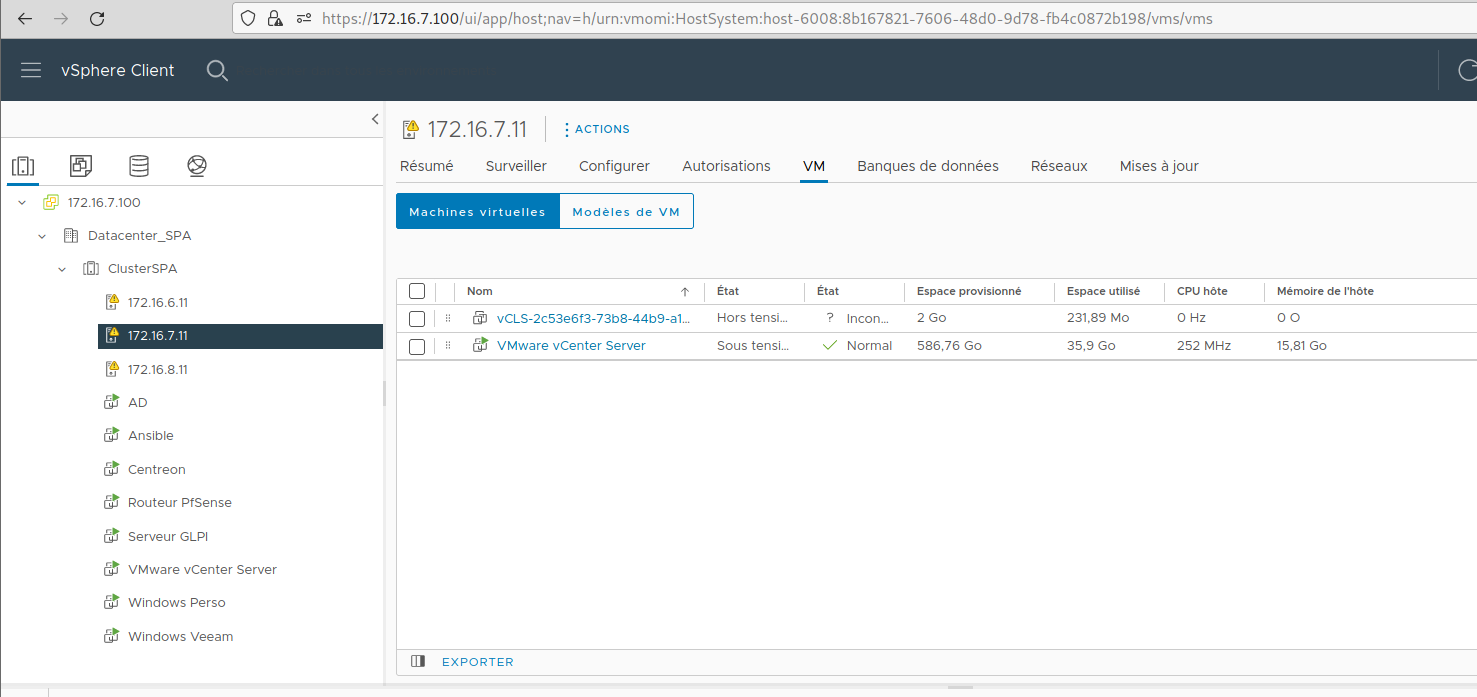 https://172.16.7.100/ui/app/host;nav=h/urn:vmomi:HostSystem:host-6008:8b167821-7606-48d0-9d78-fb4c0872b198/vms/vms
vSphere Client
172.16.7.11
ACTIONS
Résumé Surveiller Configurer Autorisations VM Banques de données Réseaux Mises à jour
172.16.7.100
Datacenter_SPA
ClusterSPA
172.16.6.11
172.16.7.11
172.16.8.11
AD
Ansible
Centreon
Routeur PfSense
Serveur GLPI
VMware vCenter Server
Windows Perso
Windows Veeam
Machines virtuelles Modèles de VM
Nom État État Espace provisionné Espace utilisé CPU hôte Mémoire de l'hôte
vCLS-2c53e6f3-73b8-44b9-a1... Hors tensi... ? Incon... 2 Go 231,89 Mo 0 Hz 0 O
VMware vCenter Server Sous tensi... Normal 586,76 Go 35,9 Go 252 MHz 15,81 Go
EXPORTER